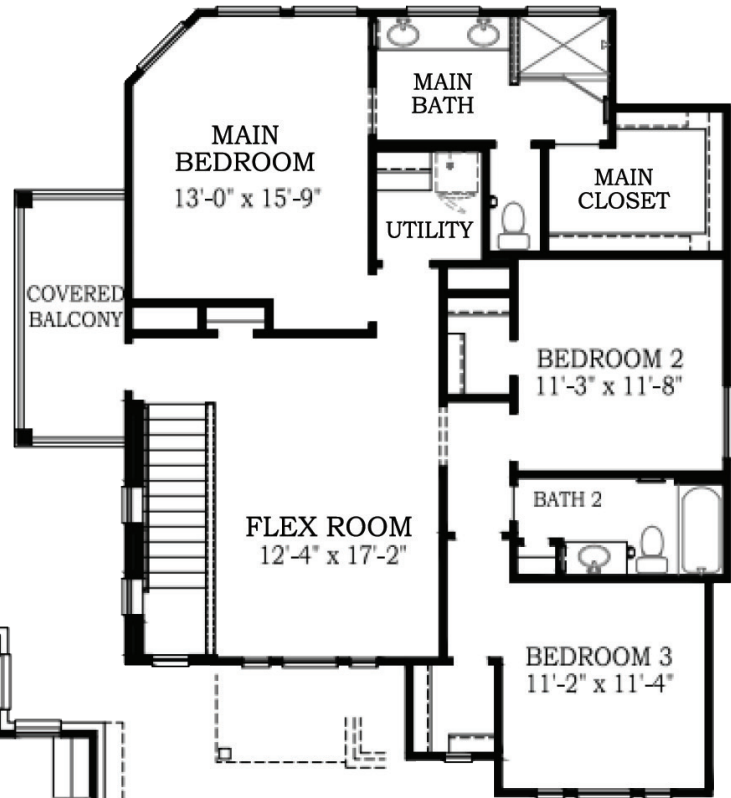 MAIN
BATH
MAIN
BEDROOM
13'-0" x 15'-9"
MAIN
CLOSET
UTILITY
COVERED
BALCONY
BEDROOM 2
11'-3" x 11'-8"
BATH 2
FLEX ROOM
12'-4" x 17'-2"
BEDROOM 3
11'-2" x 11'-4"